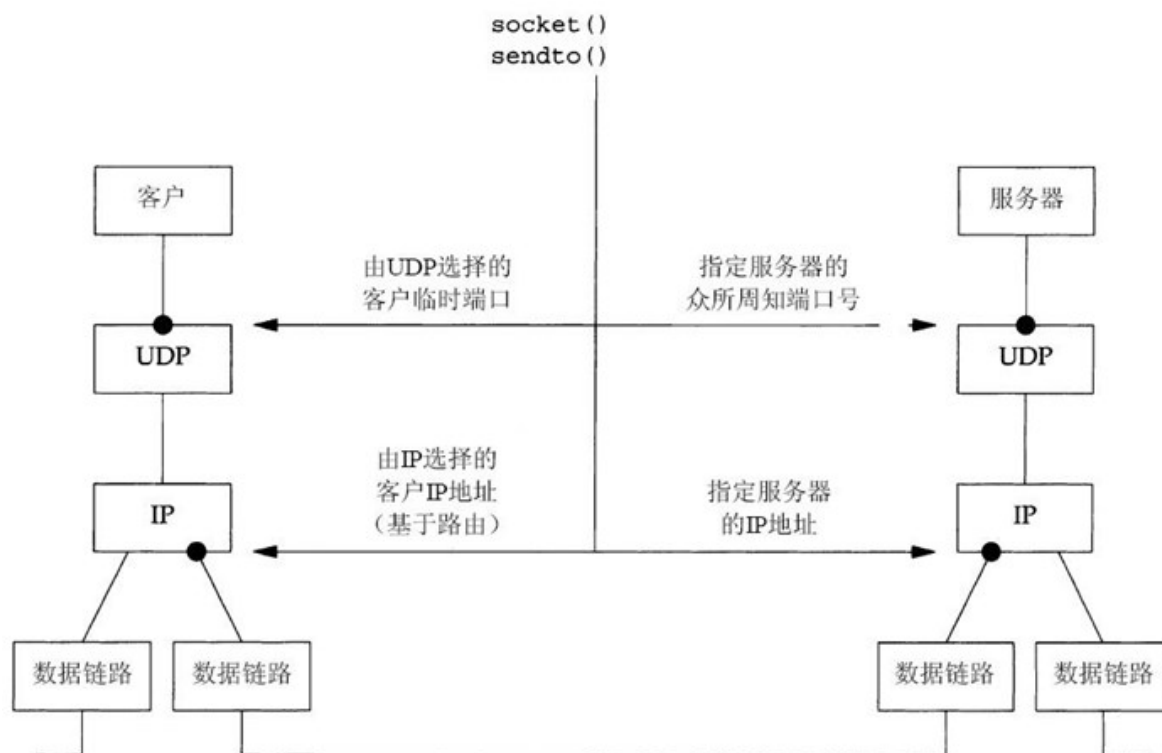 socket()
sendto()
客户
服务器
由UDP选择的
客户临时端口
指定服务器的
众所周知端口号
UDP
UDP
由IP选择的
客户IP地址
（基于路由）
指定服务器
的IP地址
IP
IP
数据链路
数据链路
数据链路
数据链路